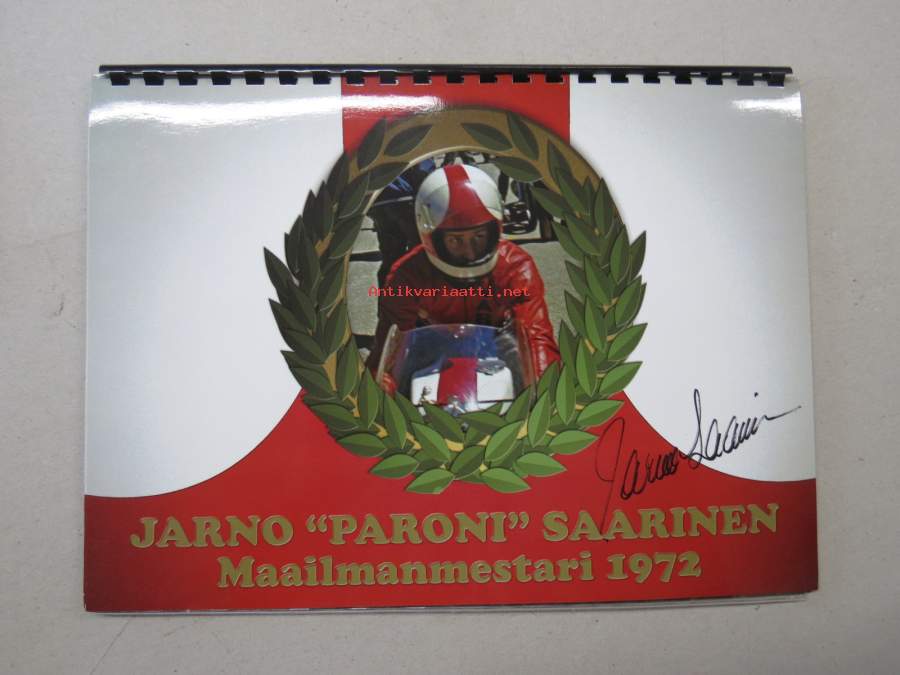 Antikvariaatti.net
Jarno Saarinen
JARNO “PARONI” SAARINEN
Maailmanmestari 1972